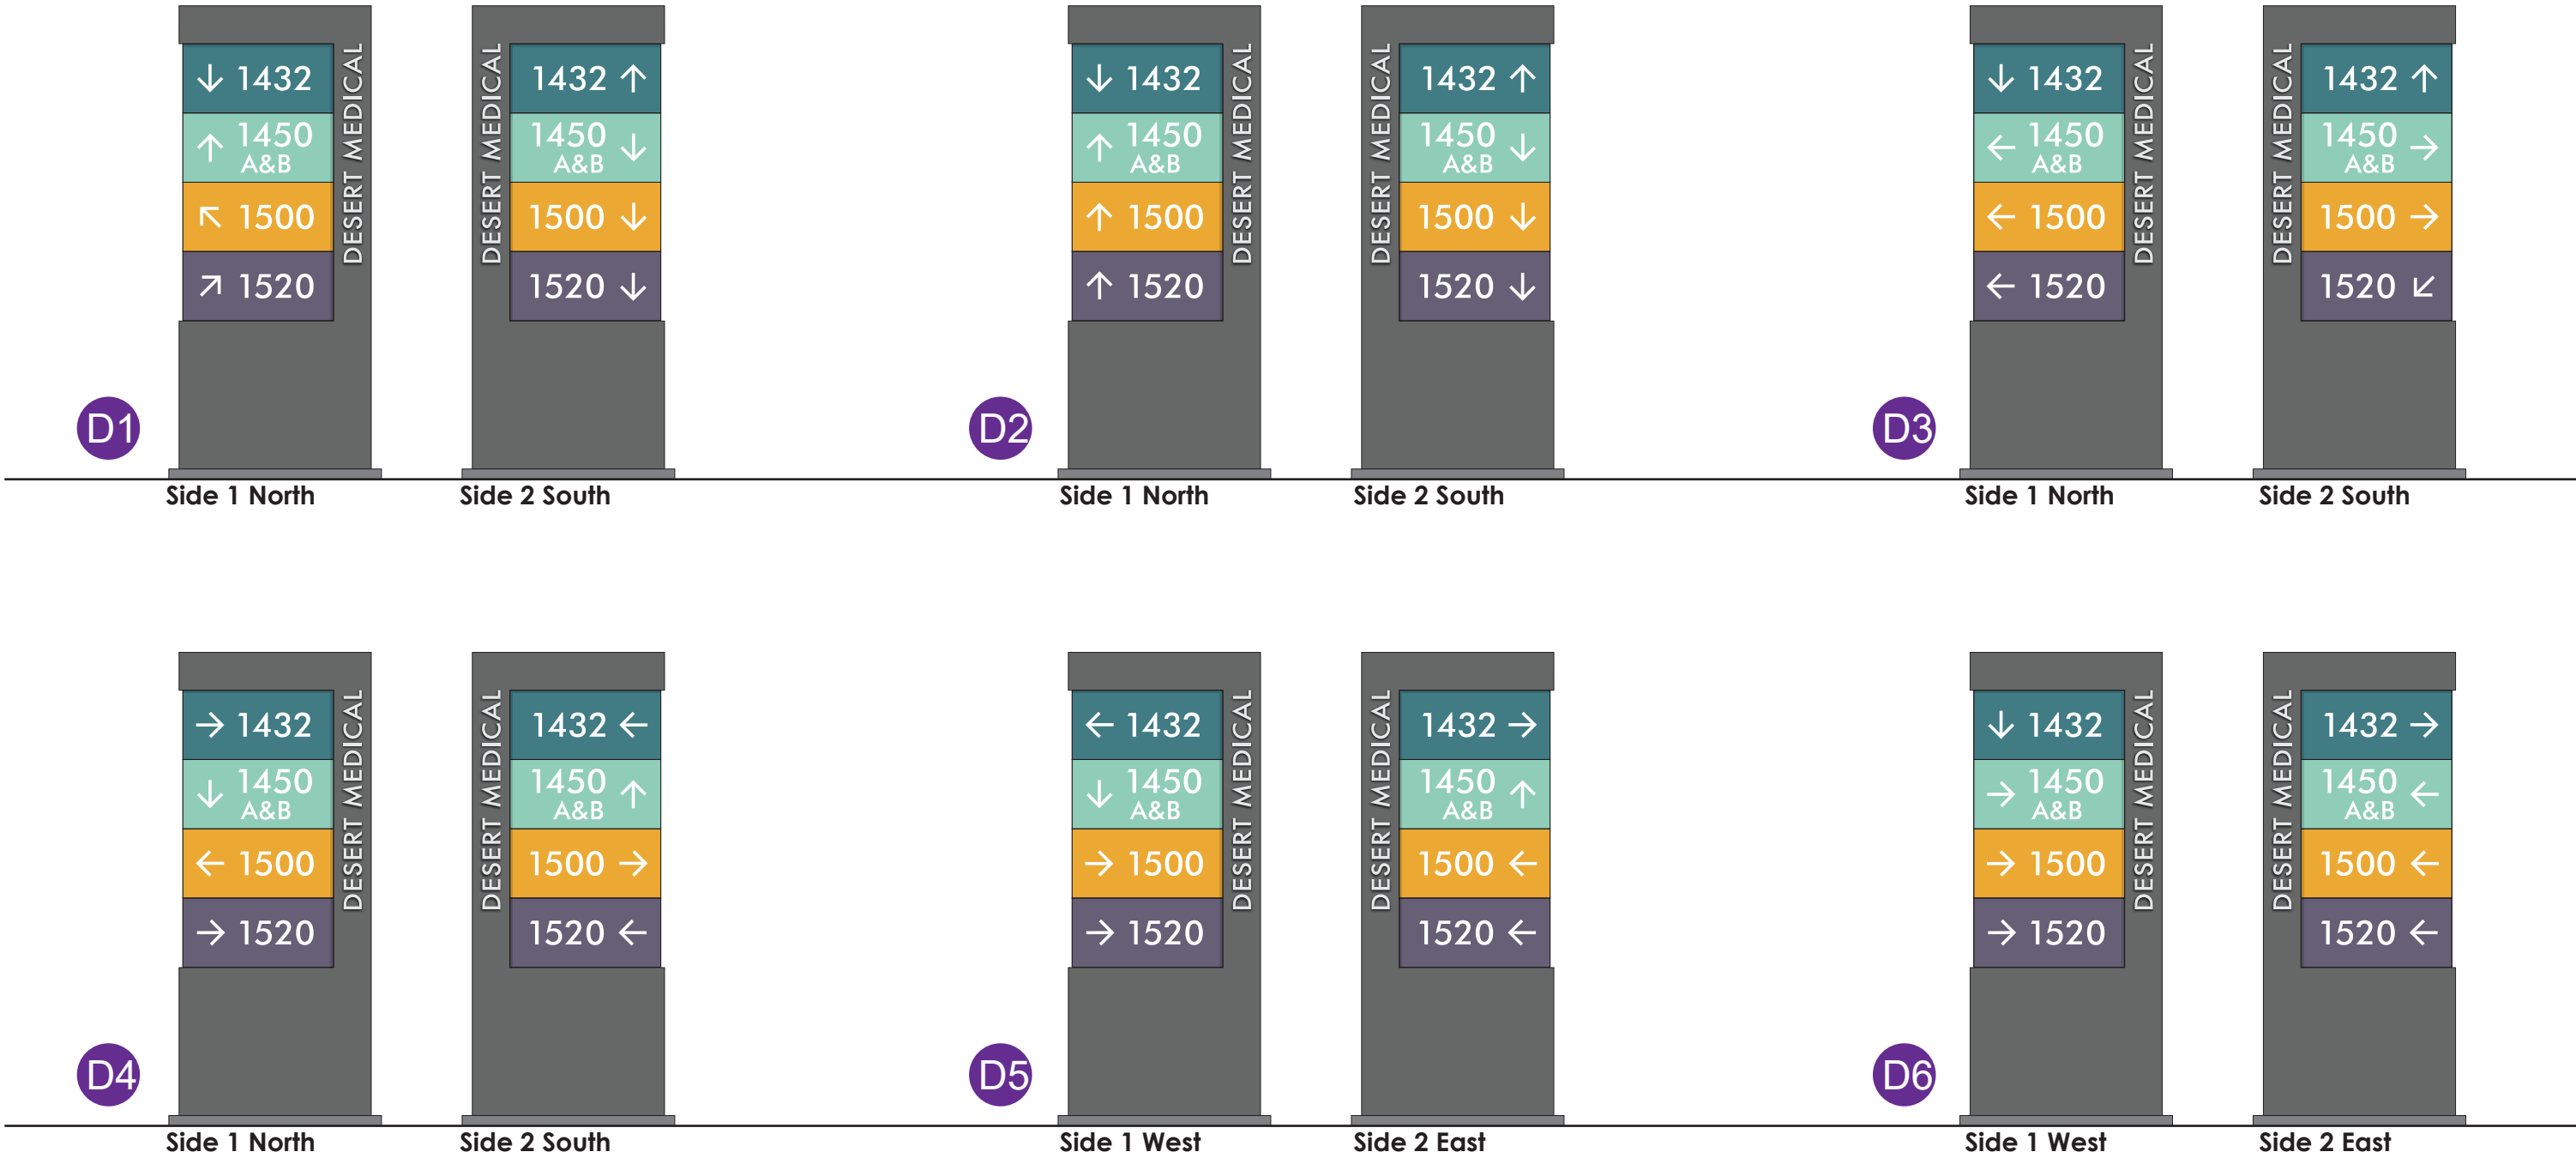 ↓ 1432
↑ 1450
A&B
↖ 1500
↗ 1520
DESERT MEDICAL
DESERT MEDICAL
1432 ↑
1450 ↓
A&B
1500 ↓
1520 ↓
D1
Side 1 North
Side 2 South
↓ 1432
↑ 1450
A&B
↑ 1500
↑ 1520
DESERT MEDICAL
DESERT MEDICAL
1432 ↑
1450 ↓
A&B
1500 ↓
1520 ↓
D2
Side 1 North
Side 2 South
↓ 1432
← 1450
A&B
← 1500
← 1520
DESERT MEDICAL
DESERT MEDICAL
1432 ↑
1450 →
A&B
1500 →
1520 ↙
D3
Side 1 North
Side 2 South
→ 1432
↓ 1450
A&B
← 1500
→ 1520
DESERT MEDICAL
DESERT MEDICAL
1432 ←
1450 ↑
A&B
1500 →
1520 ←
D4
Side 1 North
Side 2 South
← 1432
↓ 1450
A&B
→ 1500
→ 1520
DESERT MEDICAL
DESERT MEDICAL
1432 →
1450 ↑
A&B
1500 ←
1520 ←
D5
Side 1 West
Side 2 East
↓ 1432
→ 1450
A&B
→ 1500
→ 1520
DESERT MEDICAL
DESERT MEDICAL
1432 →
1450 ←
A&B
1500 ←
1520 ←
D6
Side 1 West
Side 2 East